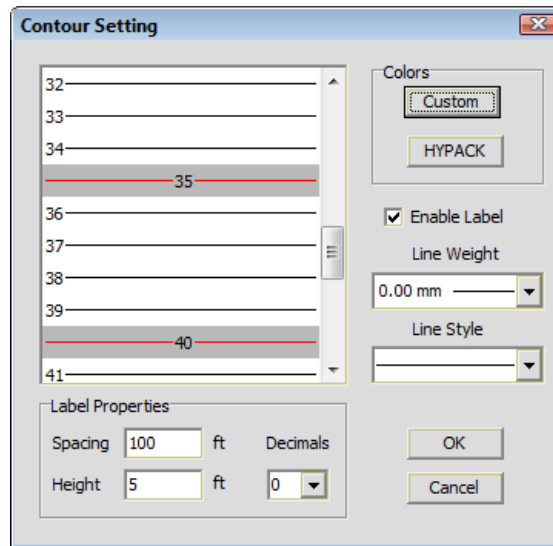 Contour Setting
32
33
34
35
36
37
38
39
40
41
Colors
Custom
HYPACK
Enable Label
Line Weight
0.00 mm
Line Style
Label Properties
Spacing 100 ft Decimals
Height 5 ft 0
OK
Cancel